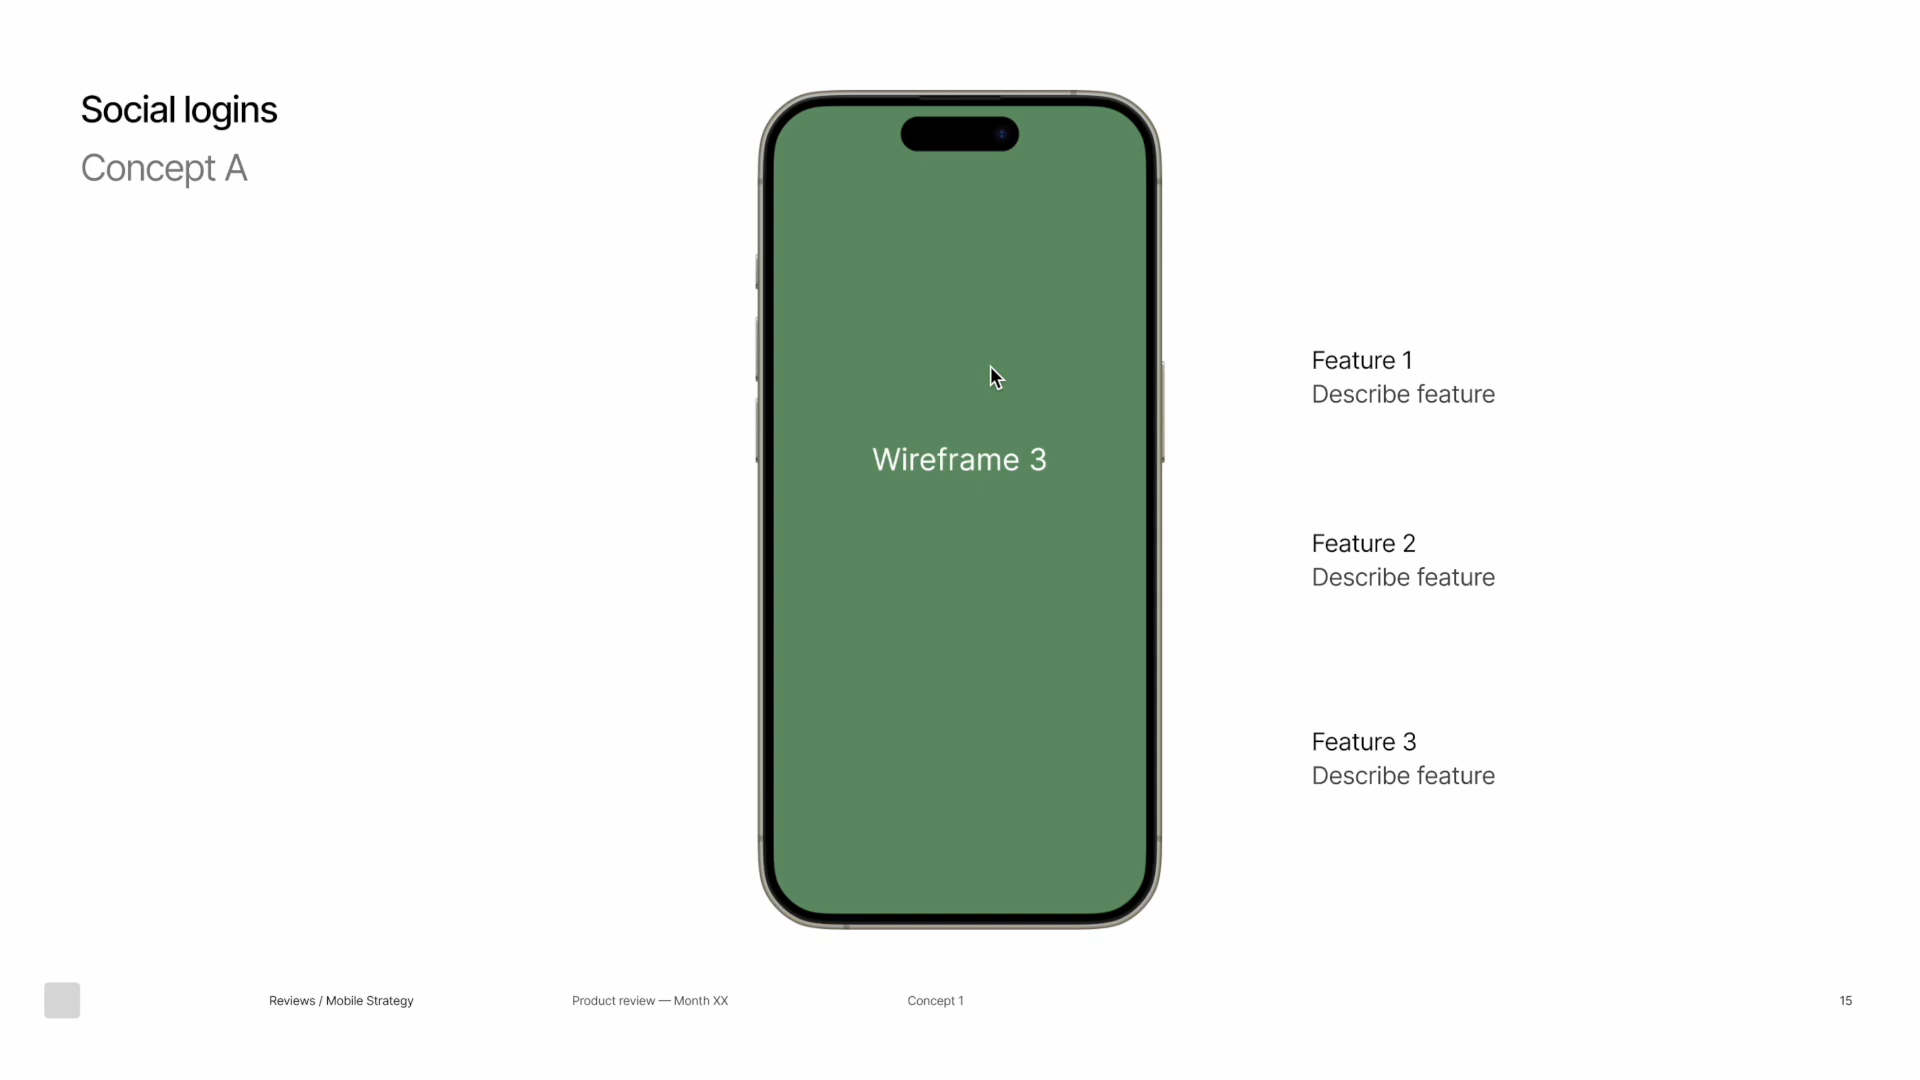 Social logins
Concept A
Wireframe 3
Feature 1
Describe feature
Feature 2
Describe feature
Feature 3
Describe feature
Reviews / Mobile Strategy
Product review — Month XX
Concept 1
15